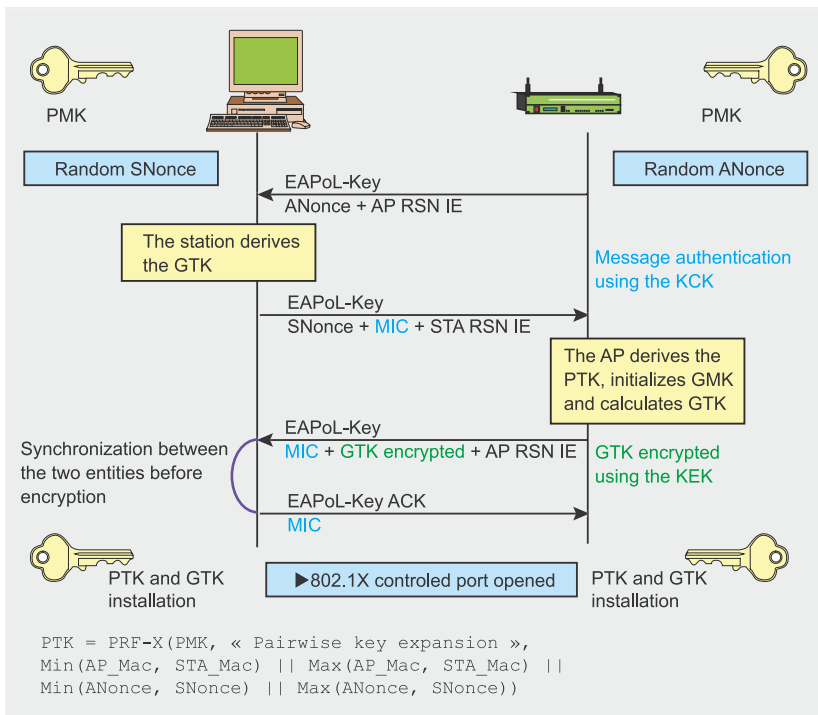 PMK
PMK
Random SNonce
Random ANonce
EAPoL-Key
ANonce + AP RSN IE
The station derives
the GTK
Message authentication
using the KCK
EAPoL-Key
SNonce + MIC + STA RSN IE
The AP derives the
PTK, initializes GMK
and calculates GTK
EAPoL-Key
MIC + GTK encrypted + AP RSN IE
Synchronization between
the two entities before
encryption
GTK encrypted
using the KEK
EAPoL-Key ACK
MIC
PTK and GTK
installation
▶802.1X controled port opened
PTK and GTK
installation
PTK = PRF-X(PMK, « Pairwise key expansion »,
Min(AP_Mac, STA_Mac) || Max(AP_Mac, STA_Mac) ||
Min(ANonce, SNonce) || Max(ANonce, SNonce))